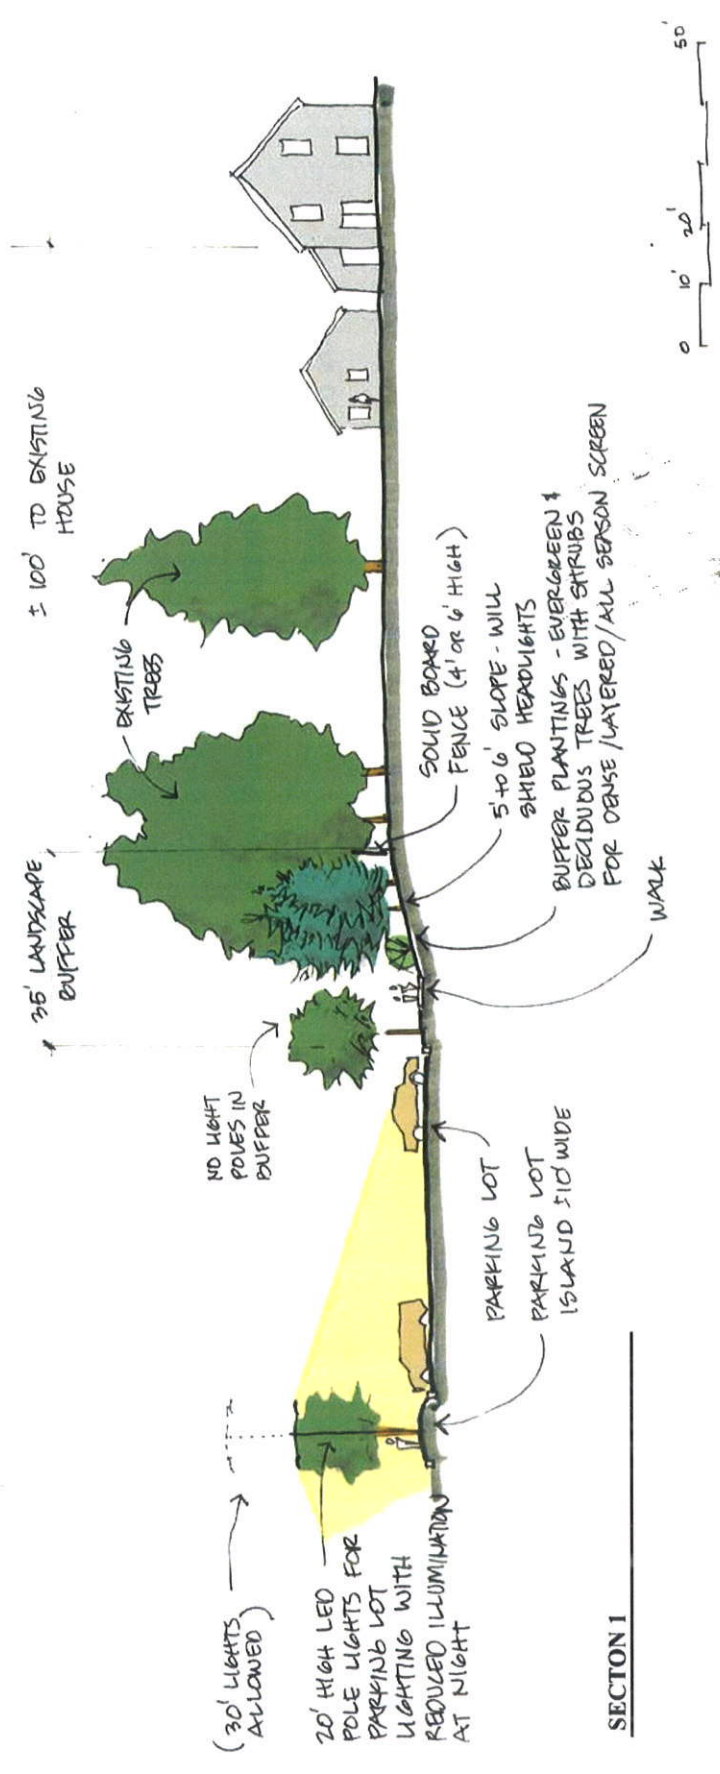 (30' LIGHTS
ALLOWED)
20' HIGH LED
POLE LIGHTS FOR
PARKING LOT
LIGHTING WITH
REDUCED ILLUMINATION
AT NIGHT
NO LIGHT
POLES IN
BUFFER
35' LANDSCAPE
BUFFER
EXISTING
TREES
± 100' TO EXISTING
HOUSE
PARKING LOT
PARKING LOT
ISLAND ±10' WIDE
SOLID BOARD
FENCE (4' OR 6' HIGH)
5' TO 6' SLOPE - WILL
SHIELD HEADLIGHTS
BUFFER PLANTINGS - EVERGREEN &
DECIDUOUS TREES WITH SHRUBS
FOR DENSE/LAYERED/ALL SEASON SCREEN
WALK
0 10' 20' 50'
SECTON 1